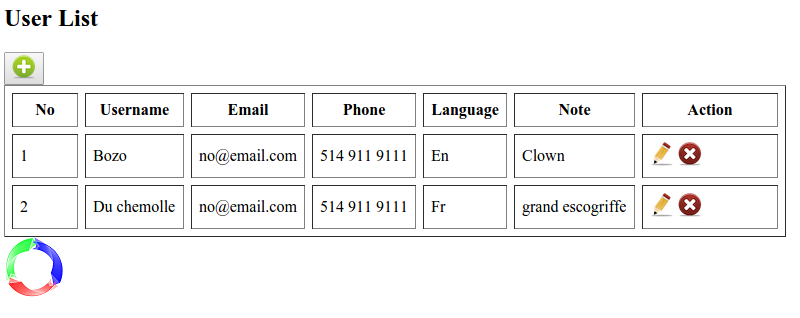 User List
No Username Email Phone Language Note Action
1 Bozo no@email.com 514 911 9111 En Clown
2 Du chemolle no@email.com 514 911 9111 Fr grand escogriffe